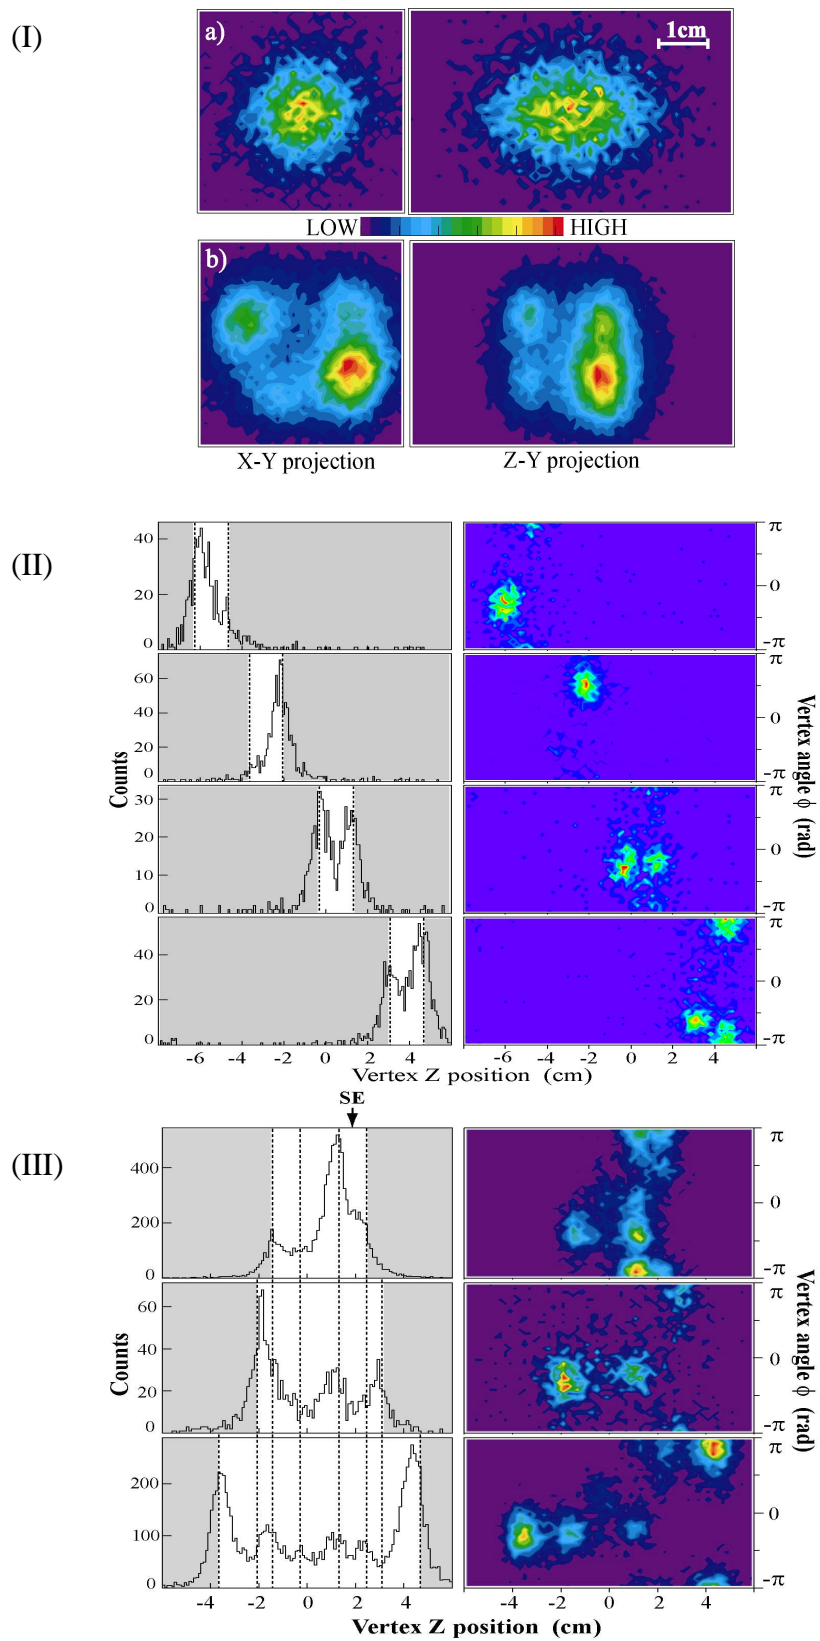 (I)
a)
1cm
LOW HIGH
b)
X-Y projection
Z-Y projection
(II)
40
20
0
60
40
20
0
30
20
10
0
40
20
0
Counts
-6 -4 -2 0 2 4
Vertex Z position (cm)
π
0
-π
π
0
-π
π
0
-π
π
0
-π
Vertex angle ϕ (rad)
-6 -4 -2 0 2 4
SE
(III)
400
200
0
60
40
20
0
200
100
0
Counts
-4 -2 0 2 4
π
0
-π
π
0
-π
π
0
-π
Vertex angle ϕ (rad)
-4 -2 0 2 4
Vertex Z position (cm)